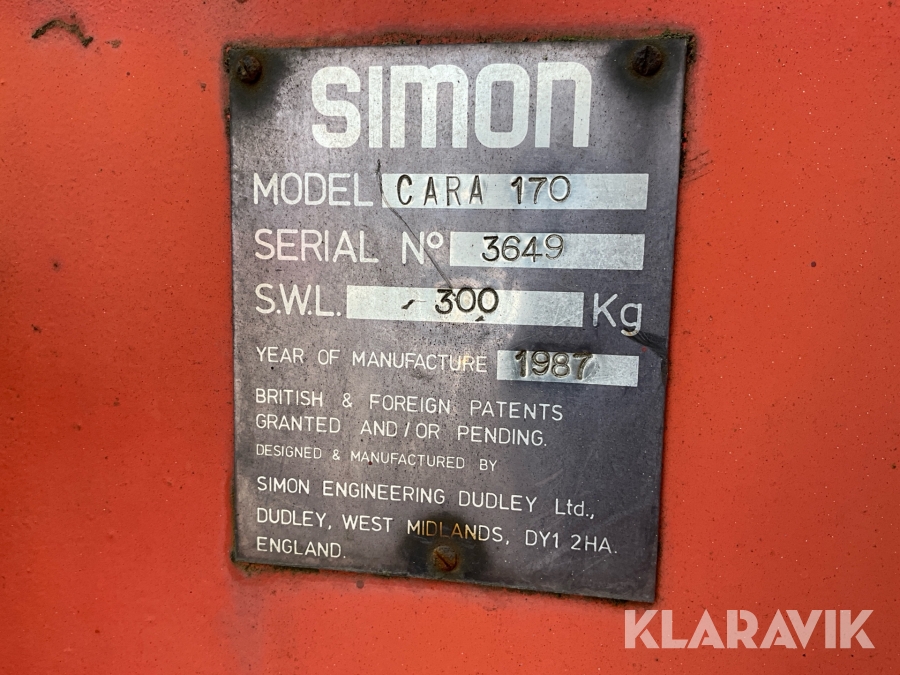 SIMON
MODEL CARA 170
SERIAL Nº 3649
S.W.L. 300 Kg
YEAR OF MANUFACTURE 1987
BRITISH & FOREIGN PATENTS
GRANTED AND/OR PENDING.
DESIGNED & MANUFACTURED BY
SIMON ENGINEERING DUDLEY Ltd.,
DUDLEY, WEST MIDLANDS, DY1 2HA.
ENGLAND.
KLARAVIK